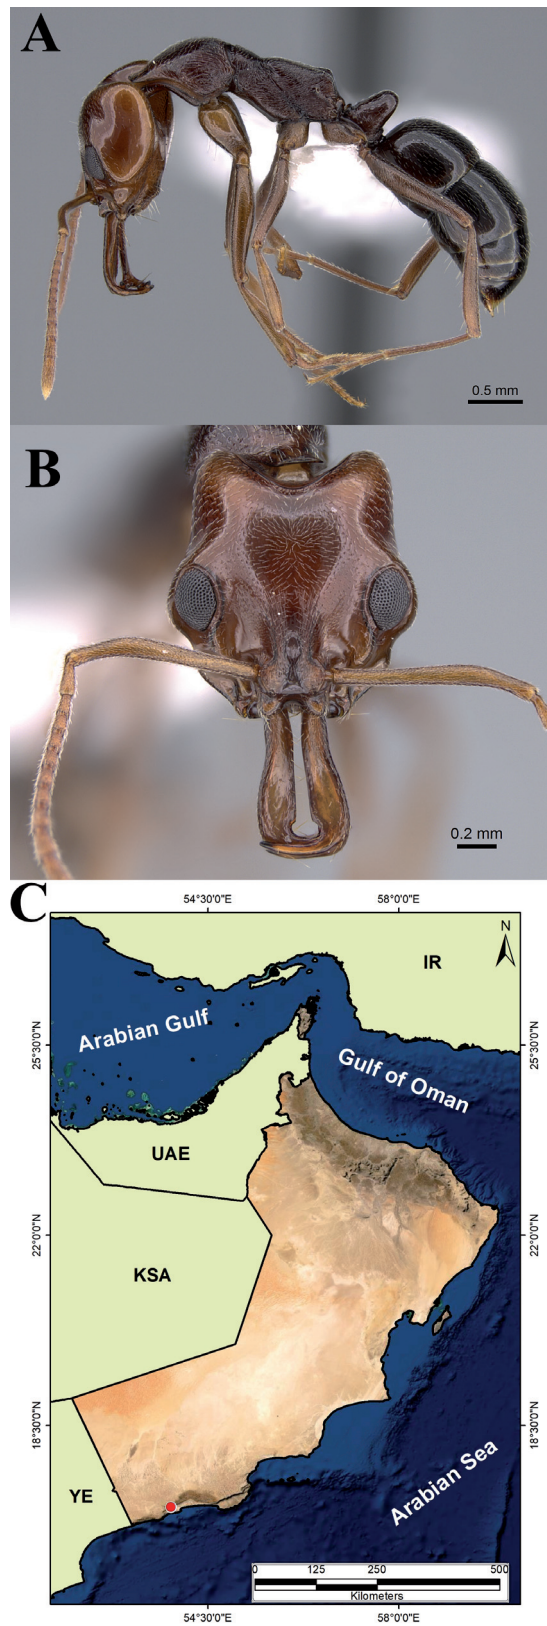 A
0.5 mm
B
0.2 mm
C
54°30'0"E
58°0'0"E
N
IR
Arabian Gulf
25°30'0"N
25°30'0"N
Gulf of Oman
UAE
22°0'0"N
22°0'0"N
KSA
18°30'0"N
18°30'0"N
YE
Arabian Sea
0
125
250
500
Kilometers
54°30'0"E
58°0'0"E